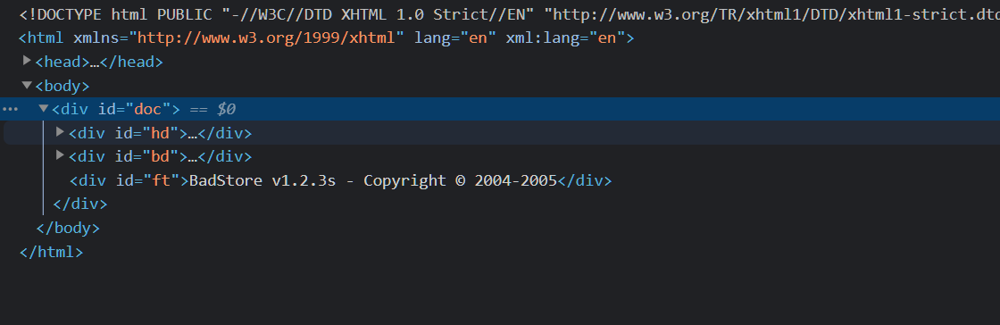 <!DOCTYPE html PUBLIC "-//W3C//DTD XHTML 1.0 Strict//EN" "http://www.w3.org/TR/xhtml1/DTD/xhtml1-strict.dtd
<html xmlns="http://www.w3.org/1999/xhtml" lang="en" xml:lang="en">
<head>…</head>
<body>
<div id="doc"> == $0
<div id="hd">…</div>
<div id="bd">…</div>
<div id="ft">BadStore v1.2.3s - Copyright © 2004-2005</div>
</div>
</body>
</html>